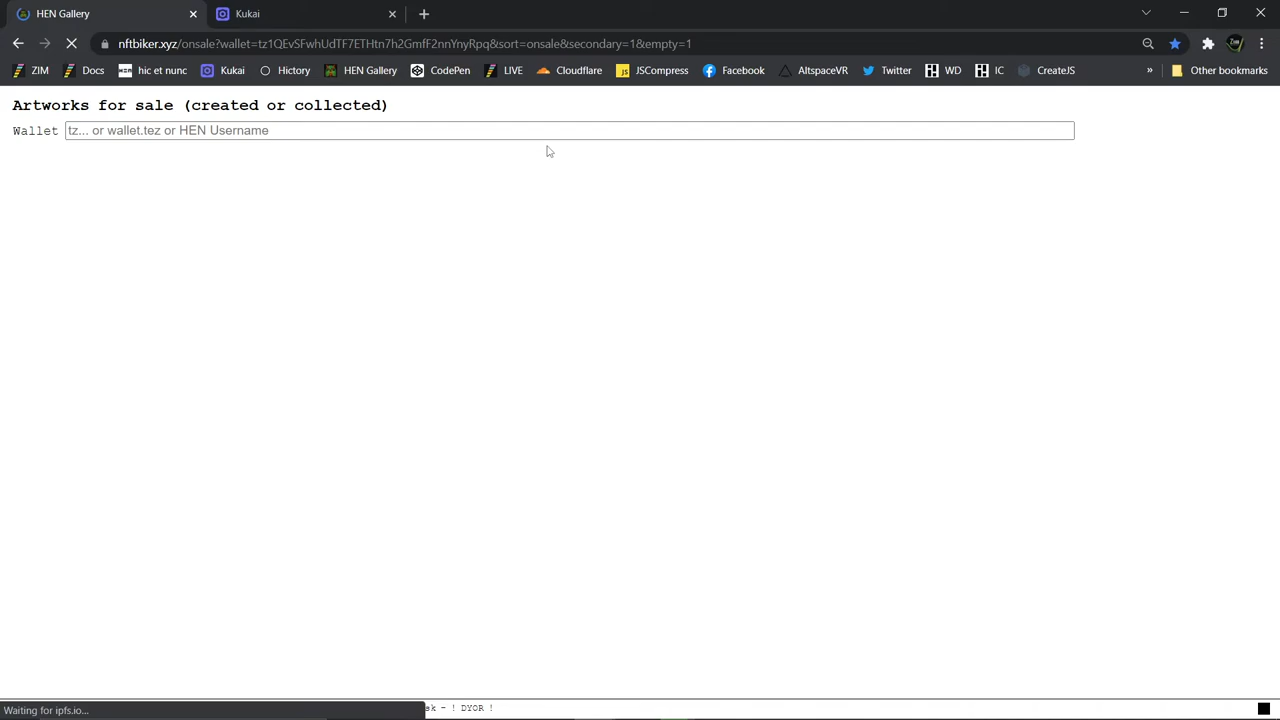 HEN Gallery
Kukai
nftbiker.xyz/onsale?wallet=tz1QEvSFwhUdTF7ETHtn7h2GmfF2nnYnyRpq&sort=onsale&secondary=1&empty=1
ZIM Docs hic et nunc Kukai Hictory HEN Gallery CodePen LIVE Cloudflare JSCompress Facebook AltspaceVR Twitter WD IC CreateJS » Other bookmarks
Artworks for sale (created or collected)
Wallet tz... or wallet.tez or HEN Username
Waiting for ipfs.io... - ! DYOR !